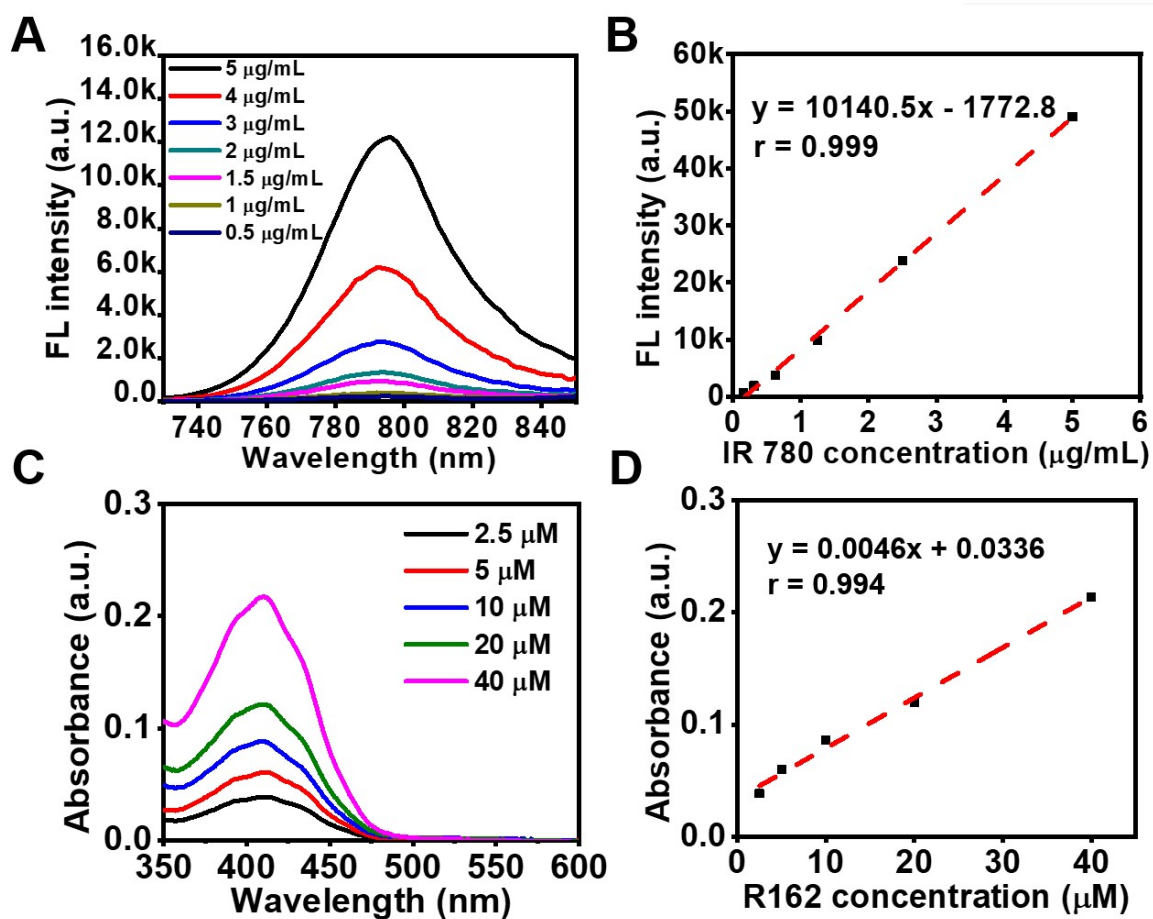 A
16.0k
14.0k
12.0k
10.0k
8.0k
6.0k
4.0k
2.0k
0.0
FL intensity (a.u.)
5 μg/mL
4 μg/mL
3 μg/mL
2 μg/mL
1.5 μg/mL
1 μg/mL
0.5 μg/mL
740 760 780 800 820 840
Wavelength (nm)
B
60k
50k
40k
30k
20k
10k
0
FL intensity (a.u.)
y = 10140.5x - 1772.8
r = 0.999
0 1 2 3 4 5 6
IR 780 concentration (μg/mL)
C
0.3
0.2
0.1
0.0
Absorbance (a.u.)
2.5 μM
5 μM
10 μM
20 μM
40 μM
350 400 450 500 550 600
Wavelength (nm)
D
0.3
0.2
0.1
0.0
Absorbance (a.u.)
y = 0.0046x + 0.0336
r = 0.994
0 10 20 30 40
R162 concentration (μM)